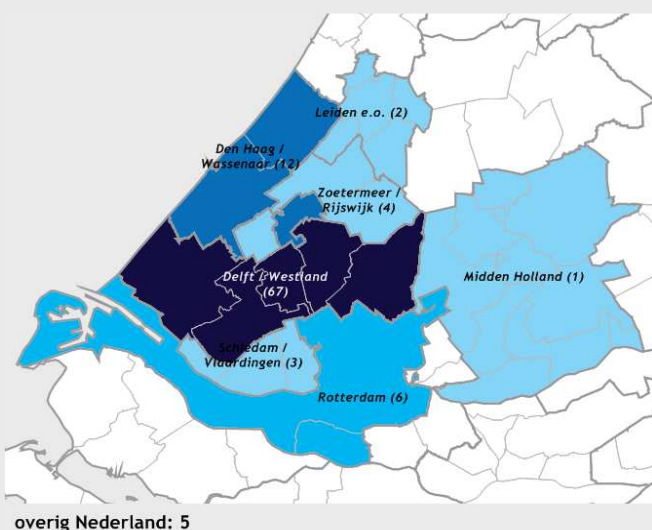 Leiden e.o. (2)
Den Haag /
Wassenaar (12)
Zoetermeer /
Rijswijk (4)
Delft / Westland
(67)
Midden Holland (1)
Schiedam /
Vlaardingen (3)
Rotterdam (6)
overig Nederland: 5